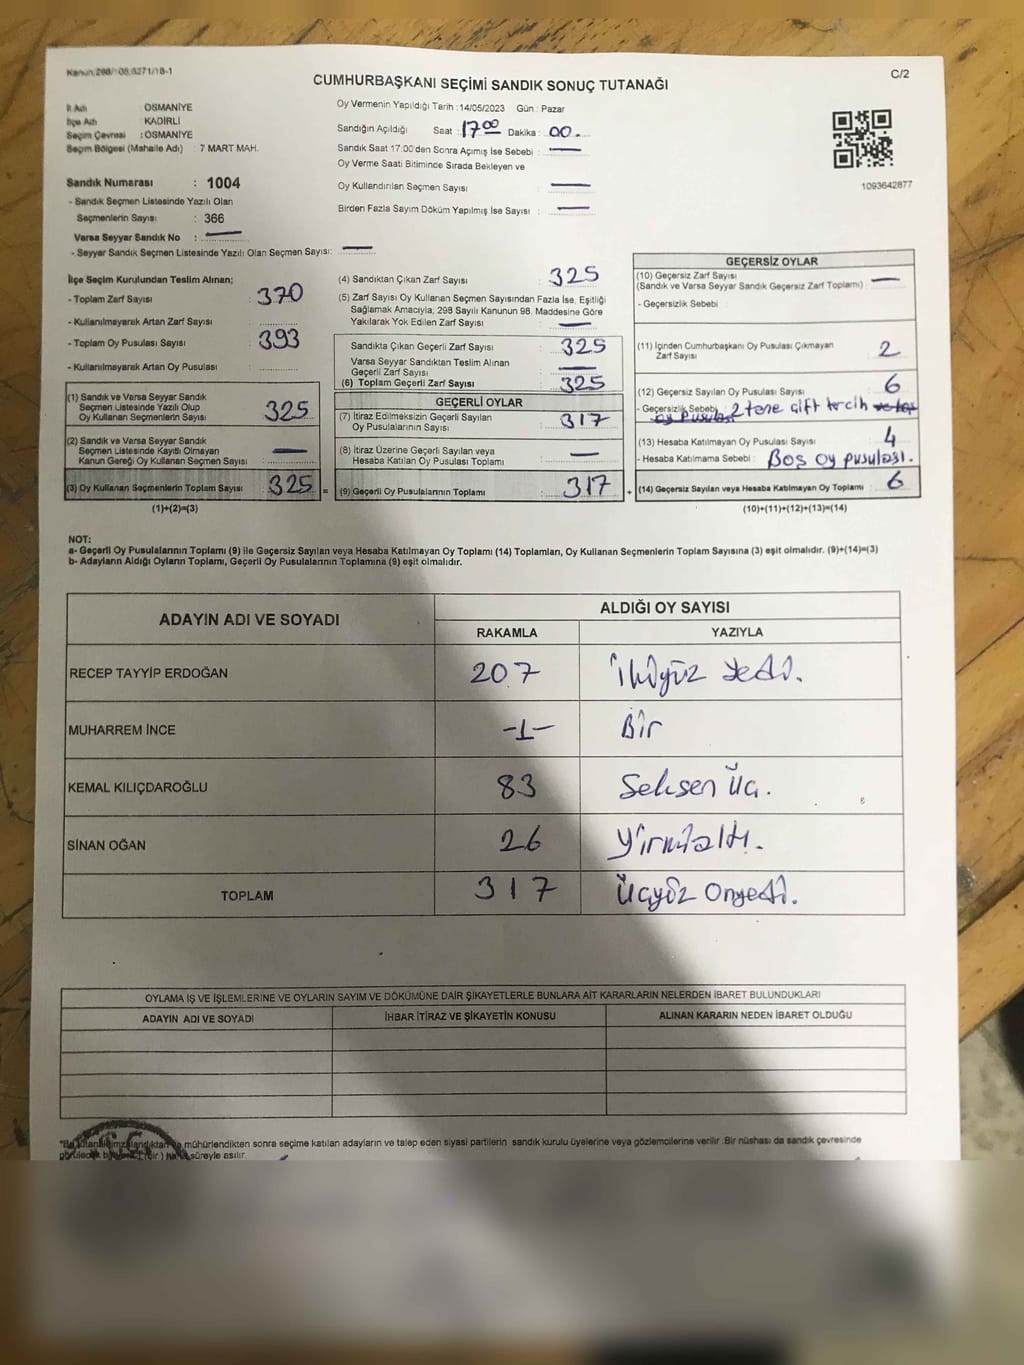 Kanun:298/108,6271/18-1
C/2
CUMHURBAŞKANI SEÇİMİ SANDIK SONUÇ TUTANAĞI
İl Adı : OSMANİYE
İlçe Adı : KADİRLİ
Seçim Çevresi : OSMANİYE
Seçim Bölgesi (Mahalle Adı) : 7 MART MAH.
Sandık Numarası : 1004
- Sandık Seçmen Listesinde Yazılı Olan
Seçmenlerin Sayısı : 366
Varsa Seyyar Sandık No : —
- Seyyar Sandık Seçmen Listesinde Yazılı Olan Seçmen Sayısı: —
Oy Vermenin Yapıldığı Tarih :14/05/2023 Gün : Pazar
Sandığın Açıldığı Saat : 17 00 Dakika : 00.
Sandık Saat 17:00'den Sonra Açımış İse Sebebi : —
Oy Verme Saati Bitiminde Sırada Bekleyen ve
Oy Kullandırılan Seçmen Sayısı —
Birden Fazla Sayım Döküm Yapılmış İse Sayısı : —
1093642877
İlçe Seçim Kurulundan Teslim Alınan;
- Toplam Zarf Sayısı : 370
- Kullanılmayarak Artan Zarf Sayısı
- Toplam Oy Pusulası Sayısı : 393
- Kullanılmayarak Artan Oy Pusulası
(1) Sandık ve Varsa Seyyar Sandık
Seçmen Listesinde Yazılı Olup
Oy Kullanan Seçmenlerin Sayısı : 325
(2) Sandık ve Varsa Seyyar Sandık
Seçmen Listesinde Kayıtlı Olmayan
Kanun Gereği Oy Kullanan Seçmen Sayısı —
(3) Oy Kullanan Seçmenlerin Toplam Sayısı 325 =
(1)+(2)=(3)
(4) Sandıktan Çıkan Zarf Sayısı : 325
(5) Zarf Sayısı Oy Kullanan Seçmen Sayısından Fazla İse, Eşitliği
Sağlamak Amacıyla, 298 Sayılı Kanunun 98. Maddesine Göre
Yakılarak Yok Edilen Zarf Sayısı : —
Sandıkta Çıkan Geçerli Zarf Sayısı : 325
Varsa Seyyar Sandıktan Teslim Alınan
Geçerli Zarf Sayısı —
(6) Toplam Geçerli Zarf Sayısı : 325
GEÇERLİ OYLAR
(7) İtiraz Edilmeksizin Geçerli Sayılan
Oy Pusulalarının Sayısı : 317
(8) İtiraz Üzerine Geçerli Sayılan veya
Hesaba Katılan Oy Pusulası Toplamı —
(9) Geçerli Oy Pusulalarının Toplamı : 317 +
GEÇERSİZ OYLAR
(10) Geçersiz Zarf Sayısı
(Sandık ve Varsa Seyyar Sandık Geçersiz Zarf Toplamı) : —
- Geçersizlik Sebebi
(11) İçinden Cumhurbaşkanı Oy Pusulası Çıkmayan
Zarf Sayısı 2
(12) Geçersiz Sayılan Oy Pusulası Sayısı : 6
- Geçersizlik Sebebi : 2 tane çift tercih
oy pusulası
(13) Hesaba Katılmayan Oy Pusulası Sayısı : 4
- Hesaba Katılmama Sebebi : Boş oy pusulası.
(14) Geçersiz Sayılan veya Hesaba Katılmayan Oy Toplamı : 6
(10)+(11)+(12)+(13)=(14)
NOT:
a- Geçerli Oy Pusulalarının Toplamı (9) ile Geçersiz Sayılan veya Hesaba Katılmayan Oy Toplamı (14) Toplamları, Oy Kullanan Seçmenlerin Toplam Sayısına (3) eşit olmalıdır. (9)+(14)=(3)
b- Adayların Aldığı Oyların Toplamı, Geçerli Oy Pusulalarının Toplamına (9) eşit olmalıdır.
ADAYIN ADI VE SOYADI
ALDIĞI OY SAYISI
RAKAMLA YAZIYLA
RECEP TAYYİP ERDOĞAN 207 İkiyüz Yedi.
MUHARREM İNCE -1- Bir
KEMAL KILIÇDAROĞLU 83 Seksen Üç.
SİNAN OĞAN 26 Yirmialtı.
TOPLAM 317 Üçyüz Onyedi.
OYLAMA İŞ VE İŞLEMLERİNE VE OYLARIN SAYIM VE DÖKÜMÜNE DAİR ŞİKAYETLERLE BUNLARA AİT KARARLARIN NELERDEN İBARET BULUNDUKLARI
ADAYIN ADI VE SOYADI İHBAR İTİRAZ VE ŞİKAYETİN KONUSU ALINAN KARARIN NEDEN İBARET OLDUĞU
mühürlendikten sonra seçime katılan adayların ve talep eden siyasi partilerin sandık kurulu üyelerine veya gözlemcilerine verilir .Bir nüshası da sandık çevresinde
süreyle asılır.